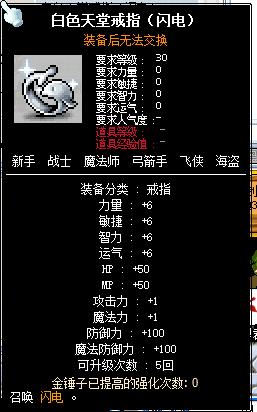 白色天堂戒指（闪电）
装备后无法交换
要求等级： 30
要求力量： 0
要求敏捷： 0
要求智力： 0
要求运气： 0
要求人气度：-
道具等级： -
道具经验值：-
新手 战士 魔法师 弓箭手 飞侠 海盗
装备分类 ： 戒指
力量 ： +6
敏捷 ： +6
智力 ： +6
运气 ： +6
HP ： +50
MP ： +50
攻击力 ： +1
魔法力 ： +1
防御力 ： +100
魔法防御力 ： +100
可升级次数 ： 5回
金锤子已提高的强化次数：0
召唤 闪电 。